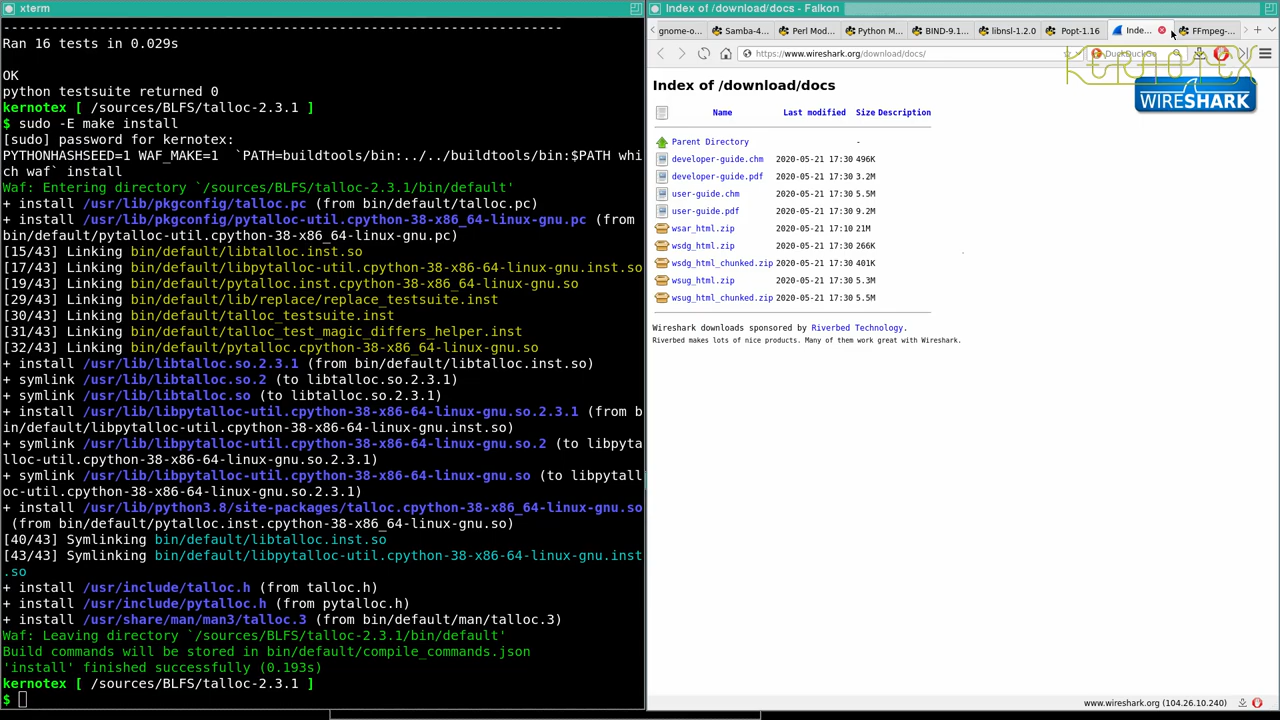 xterm
------------------------------------------------------------
Ran 16 tests in 0.029s
OK
python testsuite returned 0
kernotex [ /sources/BLFS/talloc-2.3.1 ]
$ sudo -E make install
[sudo] password for kernotex:
PYTHONHASHSEED=1 WAF_MAKE=1  `PATH=buildtools/bin:../../buildtools/bin:$PATH whi
ch waf` install
Waf: Entering directory `/sources/BLFS/talloc-2.3.1/bin/default'
+ install /usr/lib/pkgconfig/talloc.pc (from bin/default/talloc.pc)
+ install /usr/lib/pkgconfig/pytalloc-util.cpython-38-x86_64-linux-gnu.pc (from
bin/default/pytalloc-util.cpython-38-x86_64-linux-gnu.pc)
[15/43] Linking bin/default/libtalloc.inst.so
[17/43] Linking bin/default/libpytalloc-util.cpython-38-x86-64-linux-gnu.inst.so
[19/43] Linking bin/default/pytalloc.inst.cpython-38-x86_64-linux-gnu.so
[29/43] Linking bin/default/lib/replace/replace_testsuite.inst
[30/43] Linking bin/default/talloc_testsuite.inst
[31/43] Linking bin/default/talloc_test_magic_differs_helper.inst
[32/43] Linking bin/default/pytalloc.cpython-38-x86_64-linux-gnu.so
+ install /usr/lib/libtalloc.so.2.3.1 (from bin/default/libtalloc.inst.so)
+ symlink /usr/lib/libtalloc.so.2 (to libtalloc.so.2.3.1)
+ symlink /usr/lib/libtalloc.so (to libtalloc.so.2.3.1)
+ install /usr/lib/libpytalloc-util.cpython-38-x86-64-linux-gnu.so.2.3.1 (from b
in/default/libpytalloc-util.cpython-38-x86-64-linux-gnu.inst.so)
+ symlink /usr/lib/libpytalloc-util.cpython-38-x86-64-linux-gnu.so.2 (to libpyta
lloc-util.cpython-38-x86-64-linux-gnu.so.2.3.1)
+ symlink /usr/lib/libpytalloc-util.cpython-38-x86-64-linux-gnu.so (to libpytall
oc-util.cpython-38-x86-64-linux-gnu.so.2.3.1)
+ install /usr/lib/python3.8/site-packages/talloc.cpython-38-x86_64-linux-gnu.so
(from bin/default/pytalloc.inst.cpython-38-x86_64-linux-gnu.so)
[40/43] Symlinking bin/default/libtalloc.inst.so
[43/43] Symlinking bin/default/libpytalloc-util.cpython-38-x86-64-linux-gnu.inst
.so
+ install /usr/include/talloc.h (from talloc.h)
+ install /usr/include/pytalloc.h (from pytalloc.h)
+ install /usr/share/man/man3/talloc.3 (from bin/default/man/talloc.3)
Waf: Leaving directory `/sources/BLFS/talloc-2.3.1/bin/default'
Build commands will be stored in bin/default/compile_commands.json
'install' finished successfully (0.193s)
kernotex [ /sources/BLFS/talloc-2.3.1 ]
$
Index of /download/docs - Falkon
gnome-o... Samba-4... Perl Mod... Python M... BIND-9.1... libnsl-1.2.0 Popt-1.16 Inde... FFmpeg-...
https://www.wireshark.org/download/docs/ DuckDuckGo
KERNOTEX
WIRESHARK
Index of /download/docs
Name Last modified Size Description
Parent Directory -
developer-guide.chm 2020-05-21 17:30 496K
developer-guide.pdf 2020-05-21 17:30 3.2M
user-guide.chm 2020-05-21 17:30 5.5M
user-guide.pdf 2020-05-21 17:30 9.2M
wsar_html.zip 2020-05-21 17:10 21M
wsdg_html.zip 2020-05-21 17:30 266K
wsdg_html_chunked.zip 2020-05-21 17:30 401K
wsug_html.zip 2020-05-21 17:30 5.3M
wsug_html_chunked.zip 2020-05-21 17:30 5.5M
Wireshark downloads sponsored by Riverbed Technology.
Riverbed makes lots of nice products. Many of them work great with Wireshark.
www.wireshark.org (104.26.10.240)